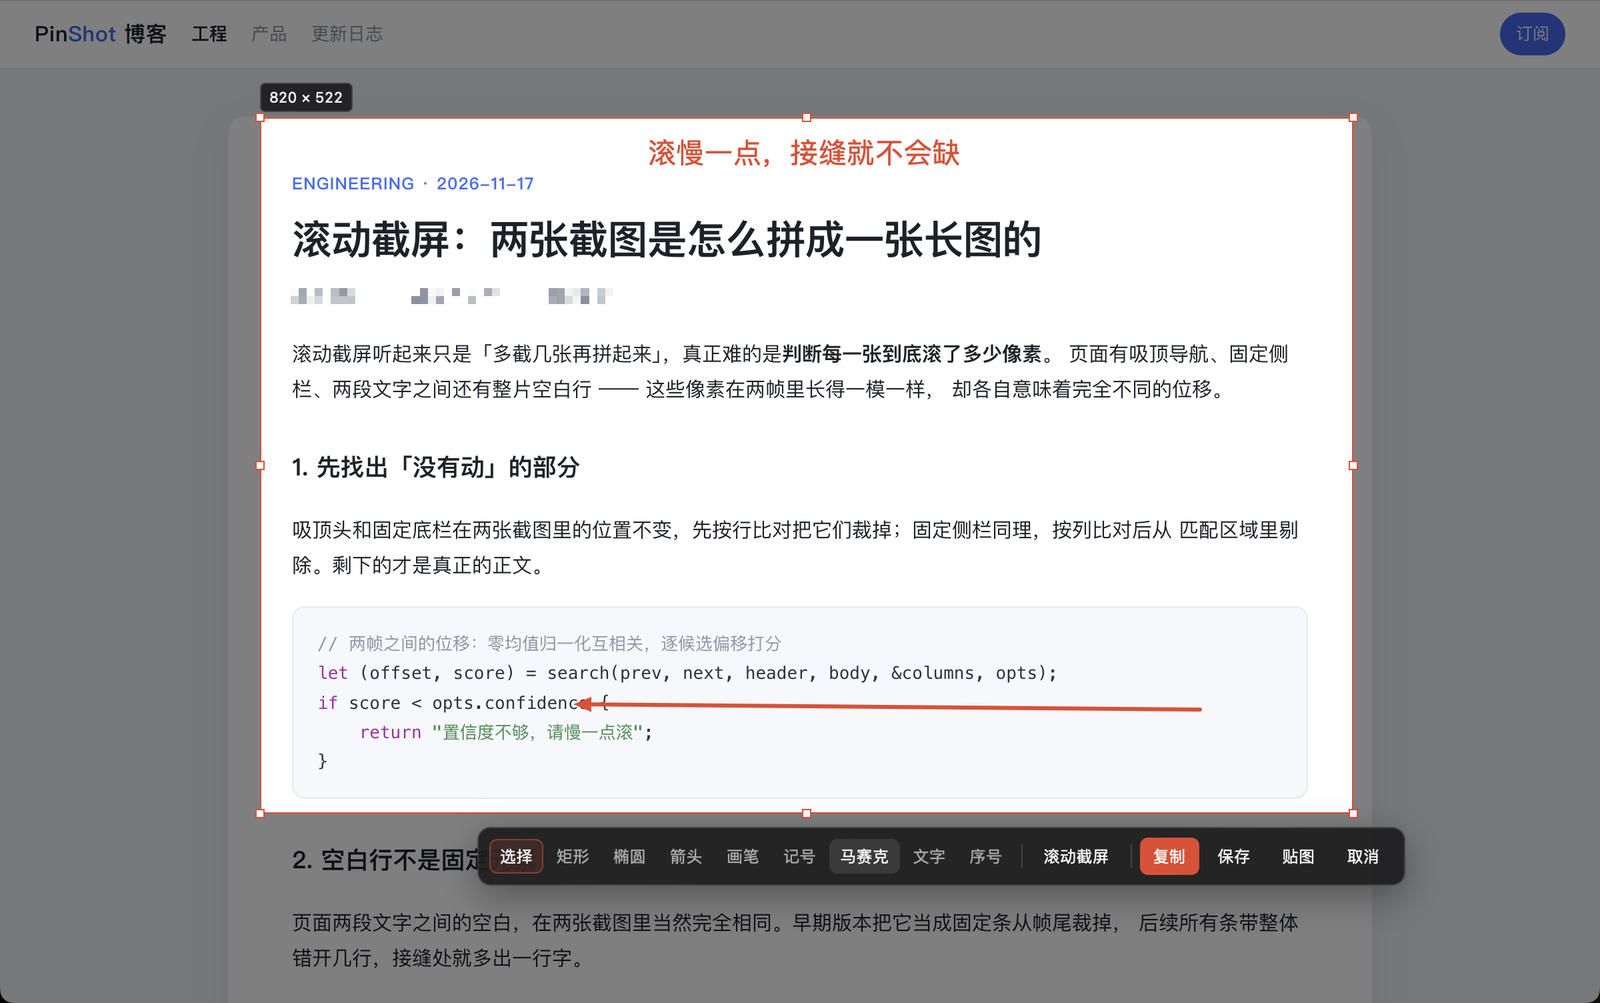 PinShot 博客 工程 产品 更新日志 订阅
820 × 522
滚慢一点，接缝就不会缺
ENGINEERING · 2026-11-17
滚动截屏：两张截图是怎么拼成一张长图的
滚动截屏听起来只是「多截几张再拼起来」，真正难的是判断每一张到底滚了多少像素。 页面有吸顶导航、固定侧
栏、两段文字之间还有整片空白行 —— 这些像素在两帧里长得一模一样， 却各自意味着完全不同的位移。
1. 先找出「没有动」的部分
吸顶头和固定底栏在两张截图里的位置不变，先按行比对把它们裁掉；固定侧栏同理，按列比对后从 匹配区域里剔
除。剩下的才是真正的正文。
// 两帧之间的位移：零均值归一化互相关，逐候选偏移打分
let (offset, score) = search(prev, next, header, body, &columns, opts);
if score < opts.confidence {
    return "置信度不够，请慢一点滚";
}
2. 空白行不是固定
选择 矩形 椭圆 箭头 画笔 记号 马赛克 文字 序号 滚动截屏 复制 保存 贴图 取消
页面两段文字之间的空白，在两张截图里当然完全相同。早期版本把它当成固定条从帧尾裁掉， 后续所有条带整体
错开几行，接缝处就多出一行字。